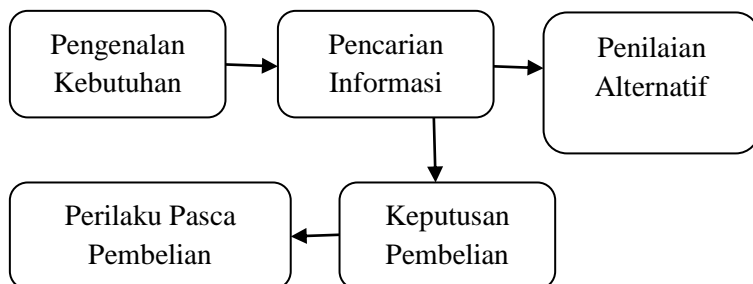 Pengenalan
Kebutuhan
Pencarian
Informasi
Penilaian
Alternatif
Perilaku Pasca
Pembelian
Keputusan
Pembelian